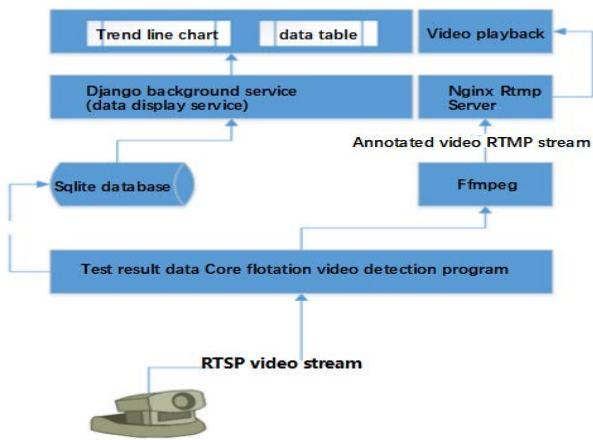 Trend line chart
data table
Video playback
Django background service
(data display service)
Nginx Rtmp
Server
Annotated video RTMP stream
Sqlite database
Ffmpeg
Test result data Core flotation video detection program
RTSP video stream